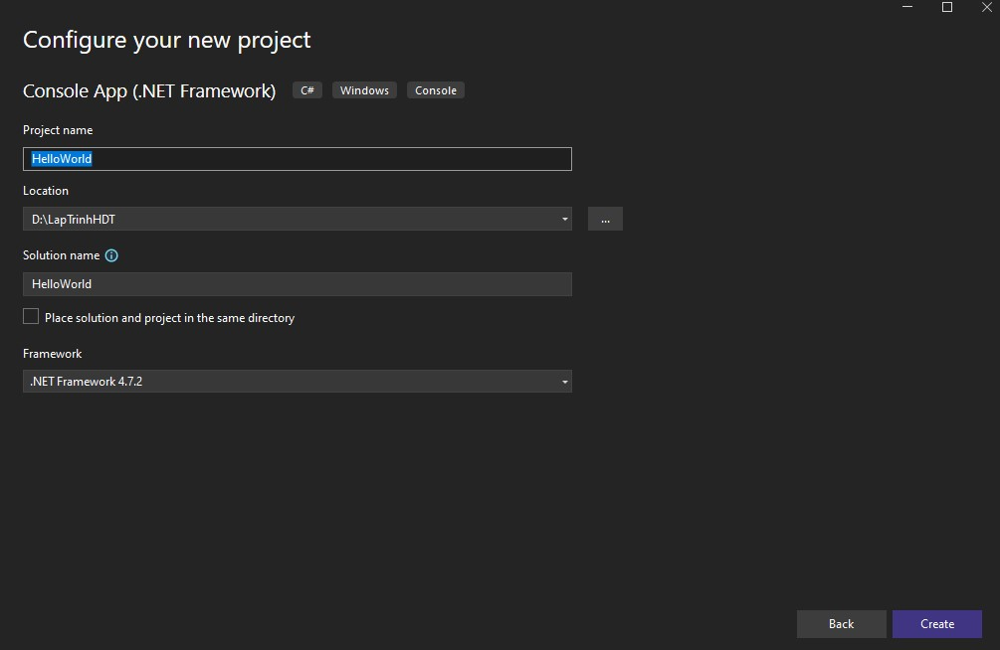 Configure your new project
Console App (.NET Framework) C# Windows Console
Project name
HelloWorld
Location
D:\LapTrinhHDT
...
Solution name
HelloWorld
Place solution and project in the same directory
Framework
.NET Framework 4.7.2
Back Create